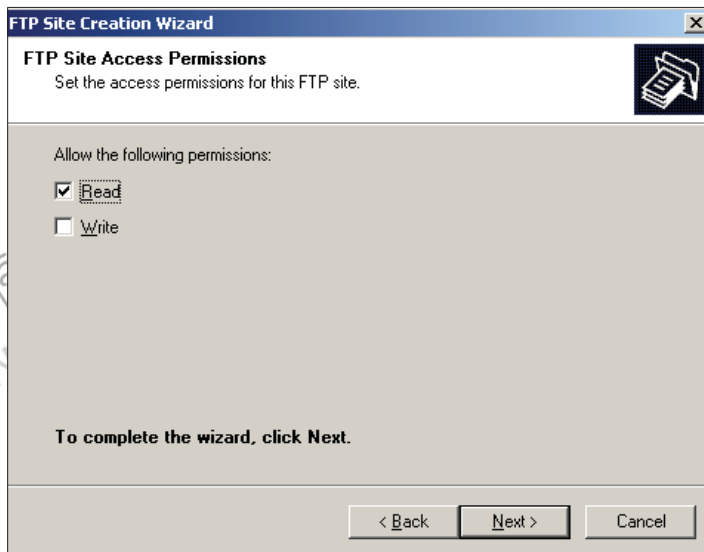 FTP Site Creation Wizard
FTP Site Access Permissions
Set the access permissions for this FTP site.
Allow the following permissions:
Read
Write
To complete the wizard, click Next.
< Back
Next >
Cancel